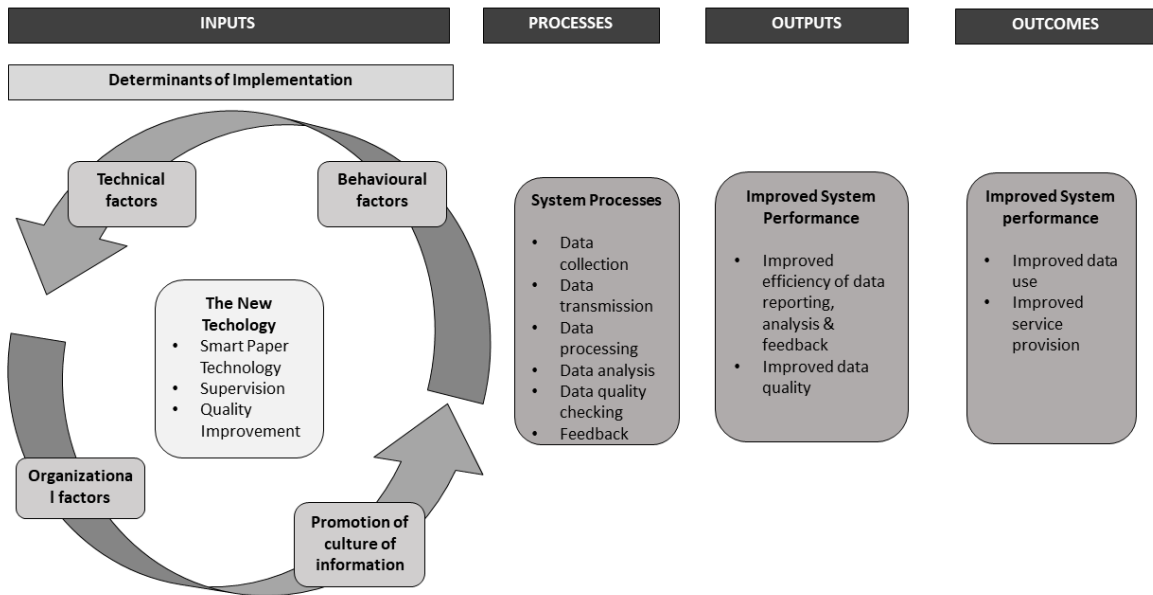 INPUTS
PROCESSES
OUTPUTS
OUTCOMES
Determinants of Implementation
Technical
factors
Behavioural
factors
The New
Techology
• Smart Paper
Technology
• Supervision
• Quality
Improvement
Organizationa
l factors
Promotion of
culture of
information
System Processes
• Data
collection
• Data
transmission
• Data
processing
• Data analysis
• Data quality
checking
• Feedback
Improved System
Performance
• Improved
efficiency of data
reporting,
analysis &
feedback
• Improved data
quality
Improved System
performance
• Improved data
use
• Improved
service
provision